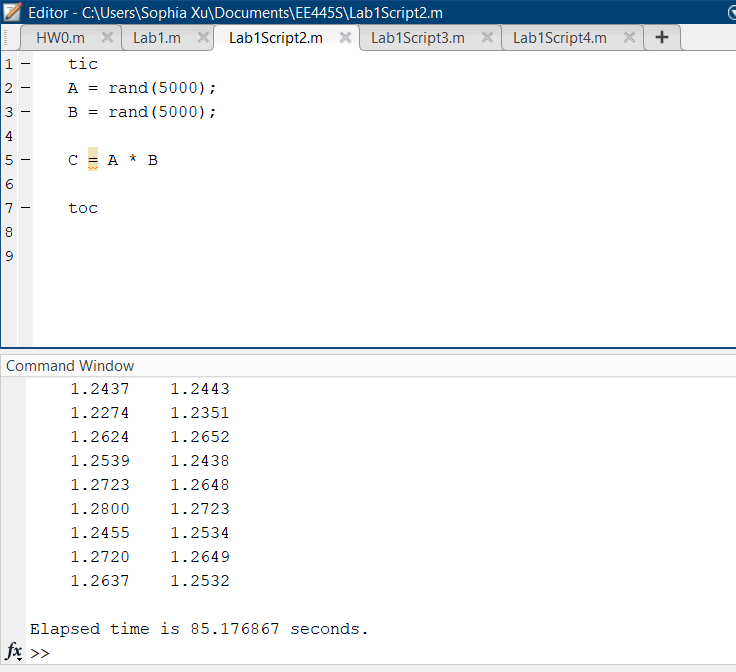 Editor - C:\Users\Sophia Xu\Documents\EE445S\Lab1Script2.m
HW0.m × Lab1.m × Lab1Script2.m × Lab1Script3.m × Lab1Script4.m × +
1 – tic
2 – A = rand(5000);
3 – B = rand(5000);
4
5 – C = A * B
6
7 – toc
8
9
Command Window
1.2437 1.2443
1.2274 1.2351
1.2624 1.2652
1.2539 1.2438
1.2723 1.2648
1.2800 1.2723
1.2455 1.2534
1.2720 1.2649
1.2637 1.2532
Elapsed time is 85.176867 seconds.
fx >>